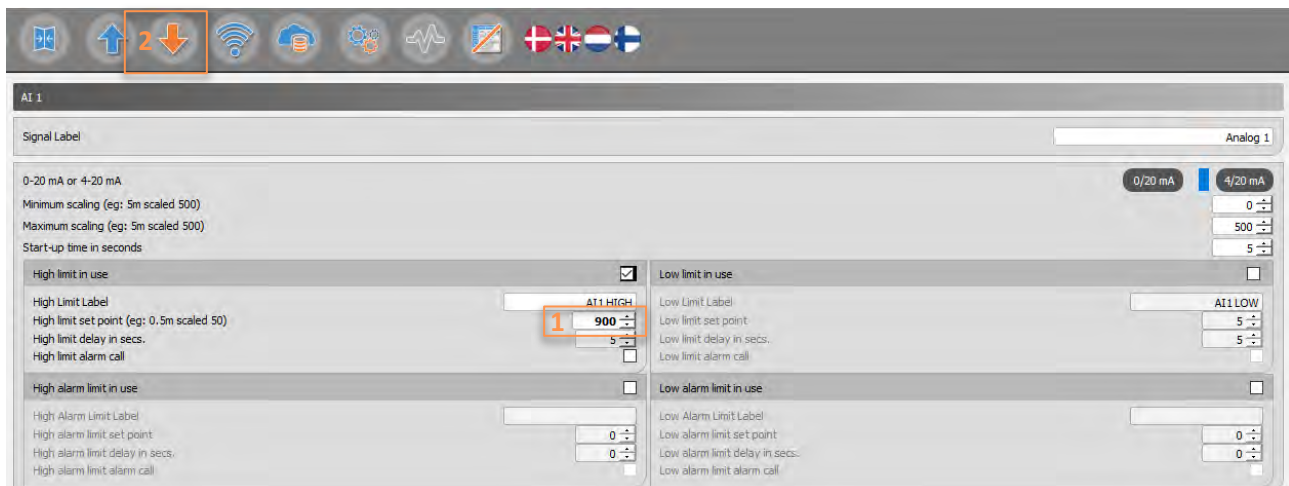 2
AI 1
Signal Label Analog 1
0-20 mA or 4-20 mA 0/20 mA 4/20 mA
Minimum scaling (eg: 5m scaled 500) 0
Maximum scaling (eg: 5m scaled 500) 500
Start-up time in seconds 5
High limit in use
High Limit Label AI1 HIGH
High limit set point (eg: 0.5m scaled 50) 1 900
High limit delay in secs. 5
High limit alarm call
Low limit in use
Low Limit Label AI1 LOW
Low limit set point 5
Low limit delay in secs. 5
Low limit alarm call
High alarm limit in use
High Alarm Limit Label
High alarm limit set point 0
High alarm limit delay in secs. 0
High alarm limit alarm call
Low alarm limit in use
Low Alarm Limit Label
Low alarm limit set point 0
Low alarm limit delay in secs. 0
Low alarm limit alarm call